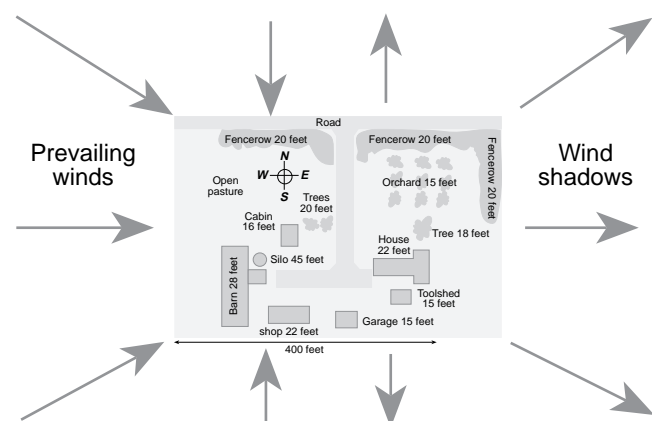 Road
Fencerow 20 feet
Fencerow 20 feet
Fencerow 20 feet
Prevailing
winds
Wind
shadows
N
W
E
S
Open
pasture
Orchard 15 feet
Trees
20 feet
Cabin
16 feet
Tree 18 feet
House
22 feet
Silo 45 feet
Barn 28 feet
Toolshed
15 feet
shop 22 feet
Garage 15 feet
400 feet